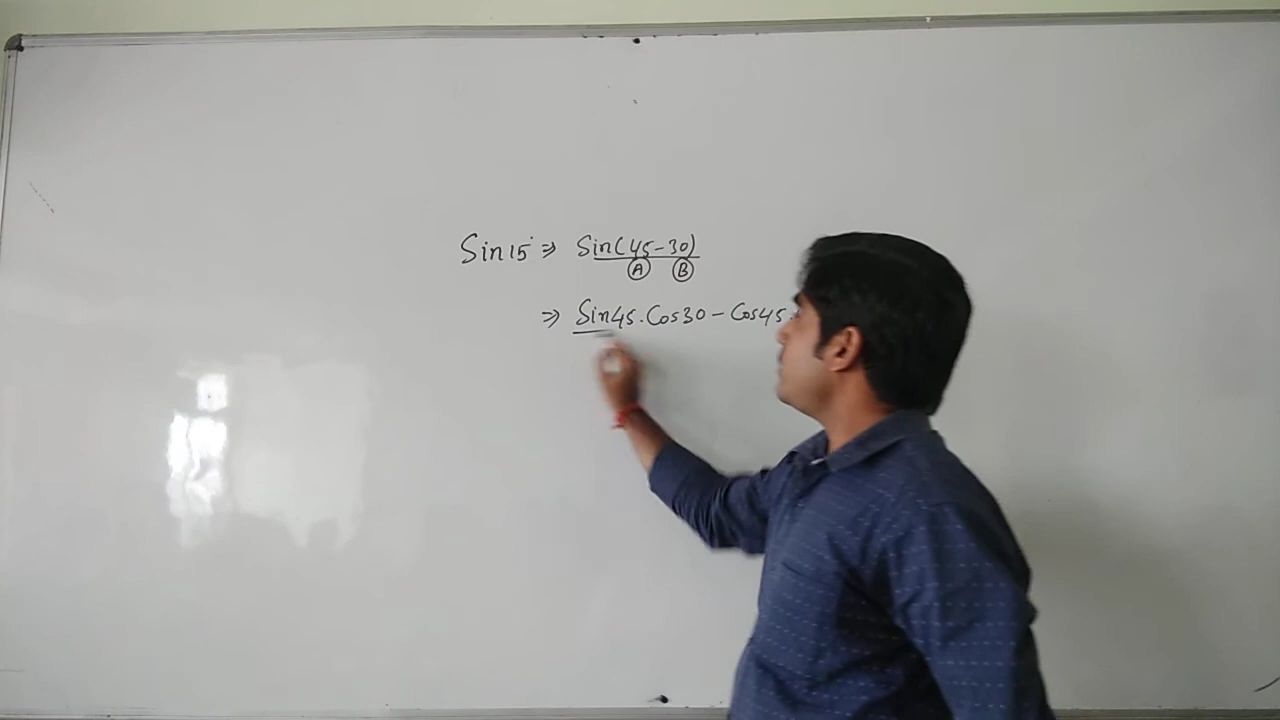 Sin15° ⇒ Sin(45-30)
A B
⇒ Sin45.Cos30 - Cos45.